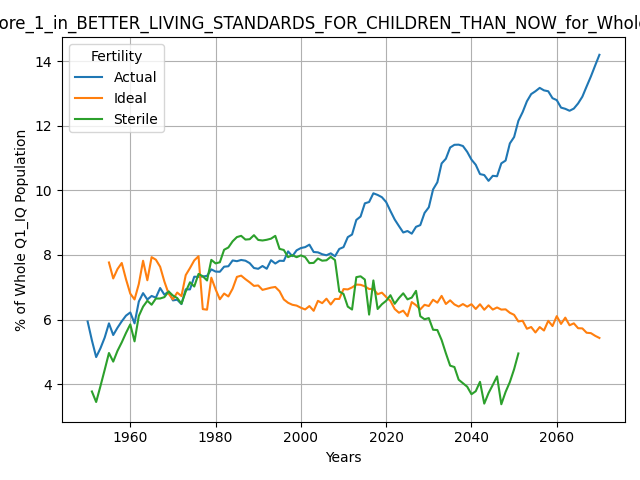 ore_1_in_BETTER_LIVING_STANDARDS_FOR_CHILDREN_THAN_NOW_for_Whole
Fertility
Actual
Ideal
Sterile
14
12
10
8
6
4
% of Whole Q1_IQ Population
1960
1980
2000
2020
2040
2060
Years